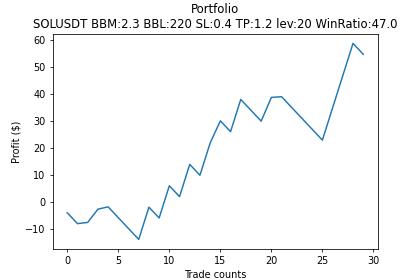 Portfolio
SOLUSDT BBM:2.3 BBL:220 SL:0.4 TP:1.2 lev:20 WinRatio:47.0
60
50
40
30
20
10
0
−10
Profit ($)
0 5 10 15 20 25 30
Trade counts